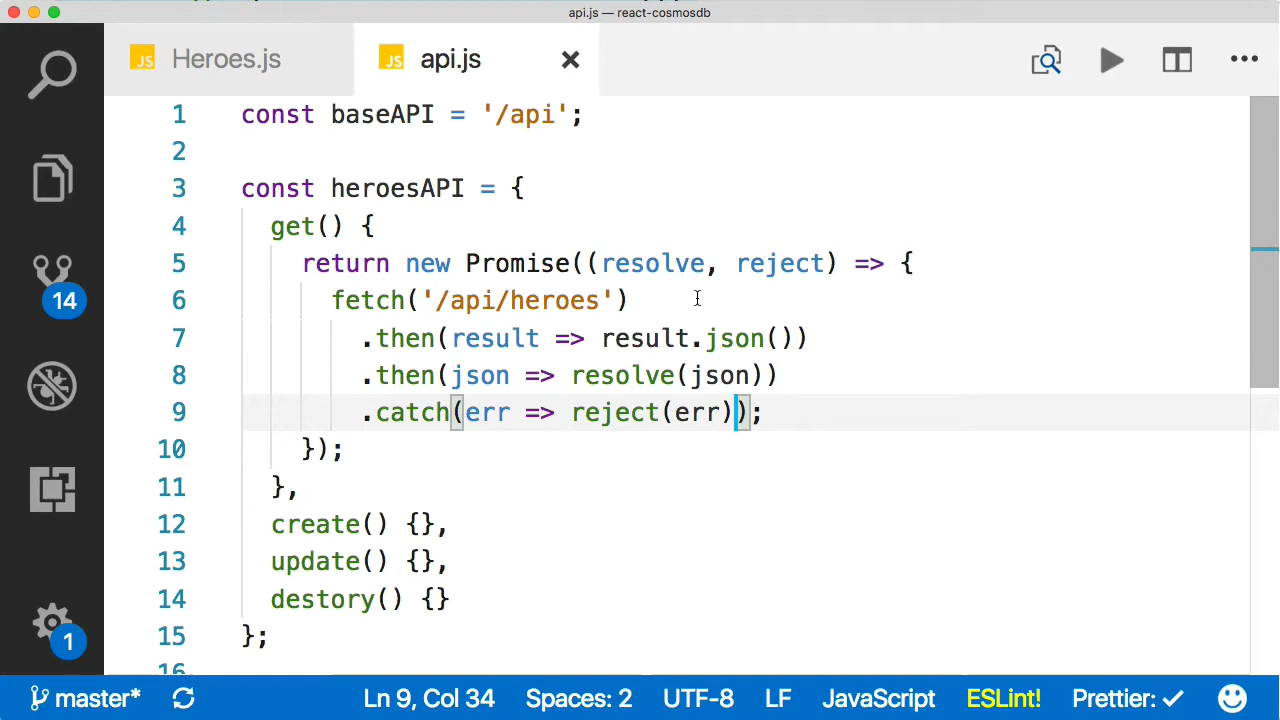 api.js — react-cosmosdb
JS Heroes.js JS api.js
1 const baseAPI = '/api';
2
3 const heroesAPI = {
4 get() {
5 return new Promise((resolve, reject) => {
6 fetch('/api/heroes')
7 .then(result => result.json())
8 .then(json => resolve(json))
9 .catch(err => reject(err));
10 });
11 },
12 create() {},
13 update() {},
14 destory() {}
15 };
16
14
1
master* Ln 9, Col 34 Spaces: 2 UTF-8 LF JavaScript ESLint! Prettier: ✓